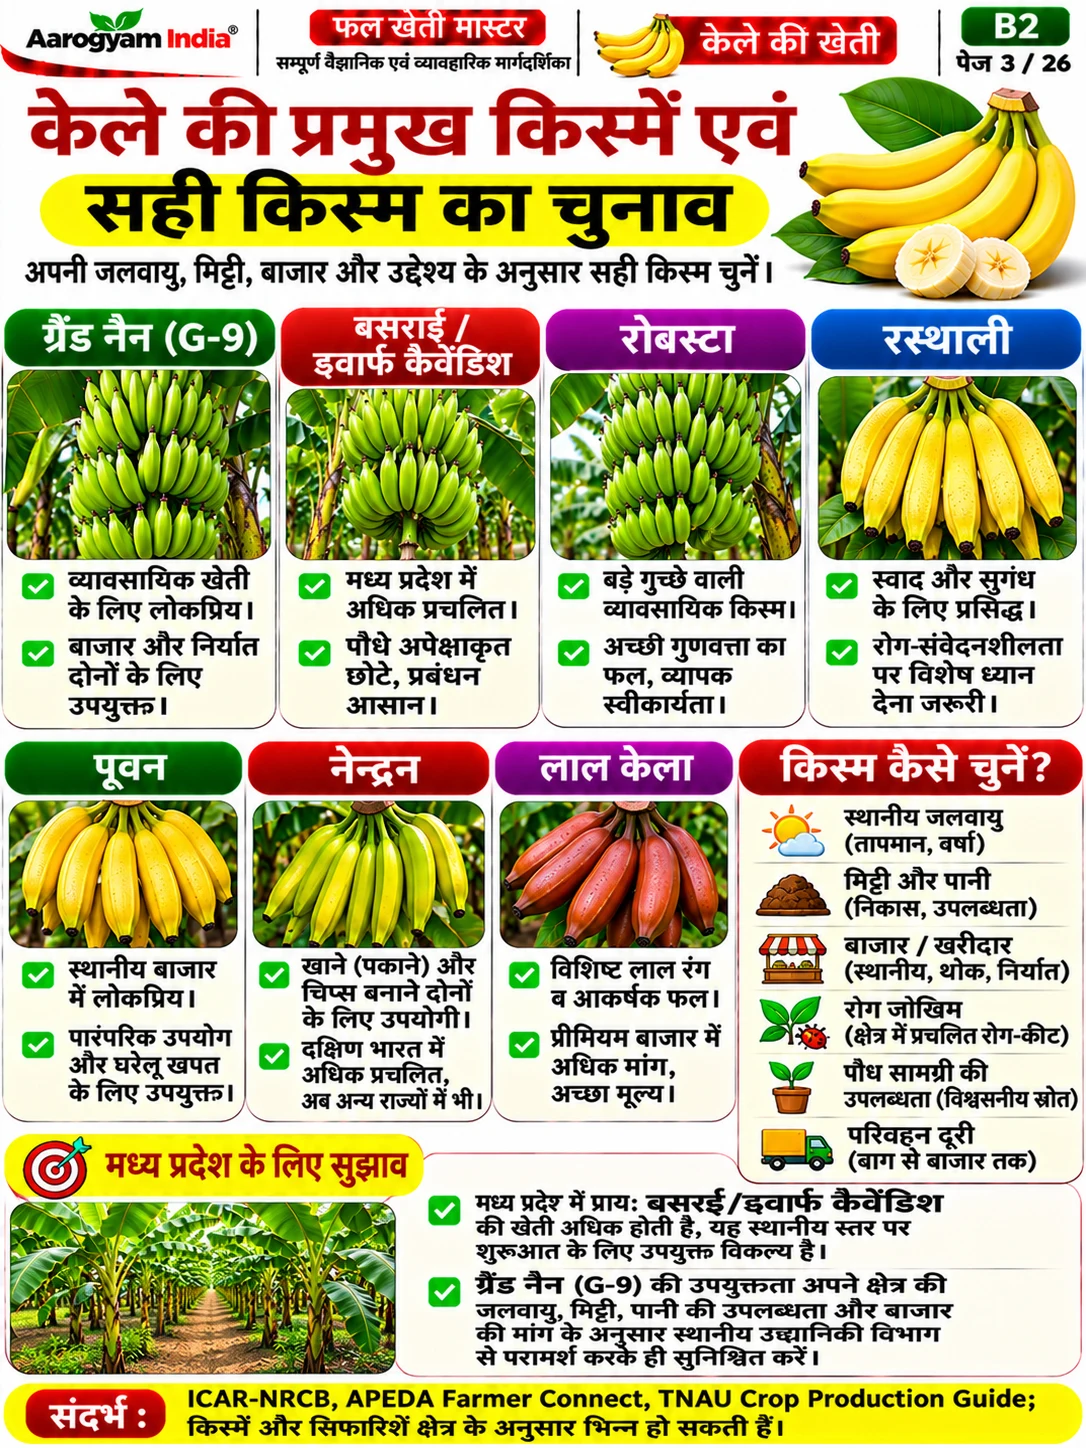 Aarogyam India®
फल खेती मास्टर
सम्पूर्ण वैज्ञानिक एवं व्यावहारिक मार्गदर्शिका
केले की खेती
B2
पेज 3 / 26
केले की प्रमुख किस्में एवं
सही किस्म का चुनाव
अपनी जलवायु, मिट्टी, बाजार और उद्देश्य के अनुसार सही किस्म चुनें।
ग्रैंड नैन (G-9)
व्यावसायिक खेती
के लिए लोकप्रिय।
बाजार और निर्यात
दोनों के लिए
उपयुक्त।
बसराई /
ड्वार्फ कैवेंडिश
मध्य प्रदेश में
अधिक प्रचलित।
पौधे अपेक्षाकृत
छोटे, प्रबंधन
आसान।
रोबस्टा
बड़े गुच्छे वाली
व्यावसायिक किस्म।
अच्छी गुणवत्ता का
फल, व्यापक
स्वीकार्यता।
रस्थाली
स्वाद और सुगंध
के लिए प्रसिद्ध।
रोग-संवेदनशीलता
पर विशेष ध्यान
देना जरूरी।
पूवन
स्थानीय बाजार
में लोकप्रिय।
पारंपरिक उपयोग
और घरेलू खपत
के लिए उपयुक्त।
नेन्द्रन
खाने (पकाने) और
चिप्स बनाने दोनों
के लिए उपयोगी।
दक्षिण भारत में
अधिक प्रचलित,
अब अन्य राज्यों में भी।
लाल केला
विशिष्ट लाल रंग
व आकर्षक फल।
प्रीमियम बाजार में
अधिक मांग,
अच्छा मूल्य।
किस्म कैसे चुनें?
स्थानीय जलवायु
(तापमान, वर्षा)
मिट्टी और पानी
(निकास, उपलब्धता)
बाजार / खरीदार
(स्थानीय, थोक, निर्यात)
रोग जोखिम
(क्षेत्र में प्रचलित रोग-कीट)
पौध सामग्री की
उपलब्धता (विश्वसनीय स्रोत)
परिवहन दूरी
(बाग से बाजार तक)
मध्य प्रदेश के लिए सुझाव
मध्य प्रदेश में प्राय: बसरई/ड्वार्फ कैवेंडिश
की खेती अधिक होती है, यह स्थानीय स्तर पर
शुरूआत के लिए उपयुक्त विकल्प है।
ग्रैंड नैन (G-9) की उपयुक्तता अपने क्षेत्र की
जलवायु, मिट्टी, पानी की उपलब्धता और बाजार
की मांग के अनुसार स्थानीय उद्यानिकी विभाग
से परामर्श करके ही सुनिश्चित करें।
संदर्भ :
ICAR-NRCB, APEDA Farmer Connect, TNAU Crop Production Guide;
किस्में और सिफारिशें क्षेत्र के अनुसार भिन्न हो सकती हैं।